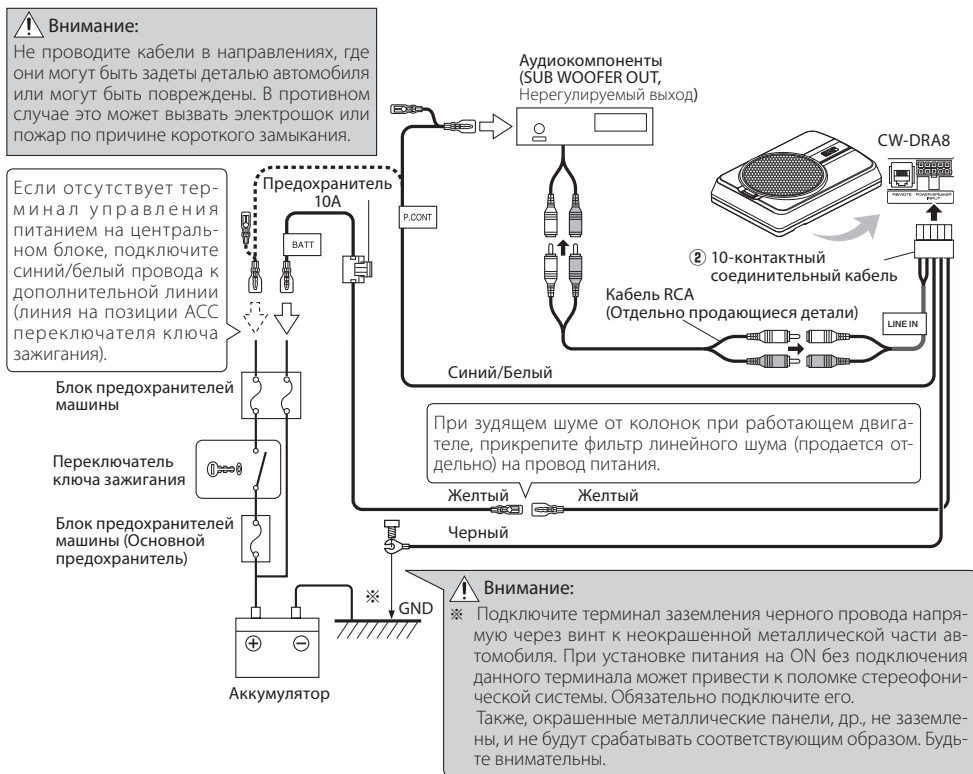 Внимание:
Не проводите кабели в направлениях, где
они могут быть задеты деталью автомобиля
или могут быть повреждены. В противном
случае это может вызвать электрошок или
пожар по причине короткого замыкания.
Аудиокомпоненты
(SUB WOOFER OUT,
Нерегулируемый выход)
CW-DRA8
REMOTE POWER/SPEAKER
INPUT
Если отсутствует тер-
минал управления
питанием на централь-
ном блоке, подключите
синий/белый провода к
дополнительной линии
(линия на позиции ACC
переключателя ключа
зажигания).
Предохранитель
10A
P.CONT
BATT
② 10-контактный
соединительный кабель
Кабель RCA
(Отдельно продающиеся детали)
LINE IN
Синий/Белый
Блок предохранителей
машины
При зудящем шуме от колонок при работающем двига-
теле, прикрепите фильтр линейного шума (продается от-
дельно) на провод питания.
Переключатель
ключа зажигания
Желтый
Желтый
Блок предохранителей
машины (Основной
предохранитель)
Черный
※
GND
Аккумулятор
Внимание:
※ Подключите терминал заземления черного провода напря-
мую через винт к неокрашенной металлической части ав-
томобиля. При установке питания на ON без подключения
данного терминала может привести к поломке стереофони-
ческой системы. Обязательно подключите его.
Также, окрашенные металлические панели, др., не заземле-
ны, и не будут срабатывать соответствующим образом. Будь-
те внимательны.